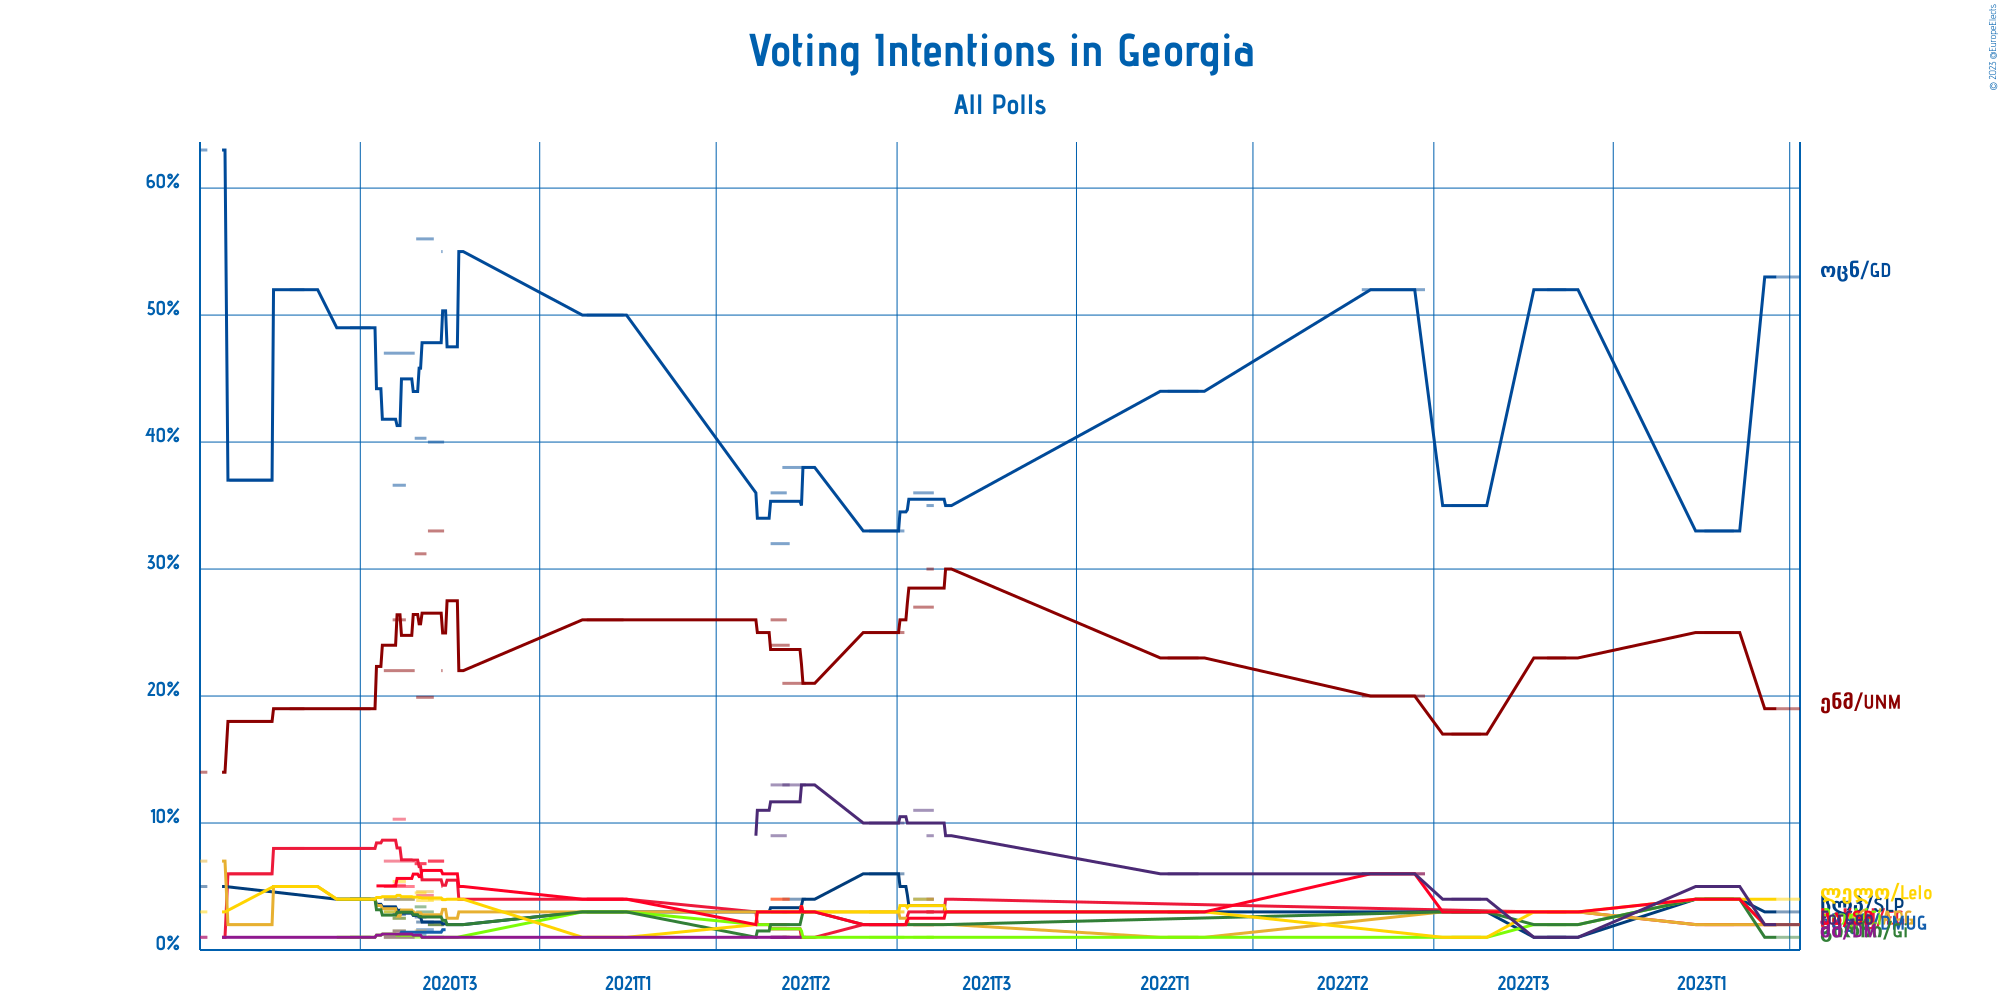 © 2023 @EuropeElects
Voting Intentions in Georgia
All Polls
60%
50%
40%
30%
20%
10%
0%
ოცნ/GD
ენმ/UNM
ლელო/Lelo
/SLP
2020T3
2021T1
2021T2
2021T3
2022T1
2022T2
2022T3
2023T1